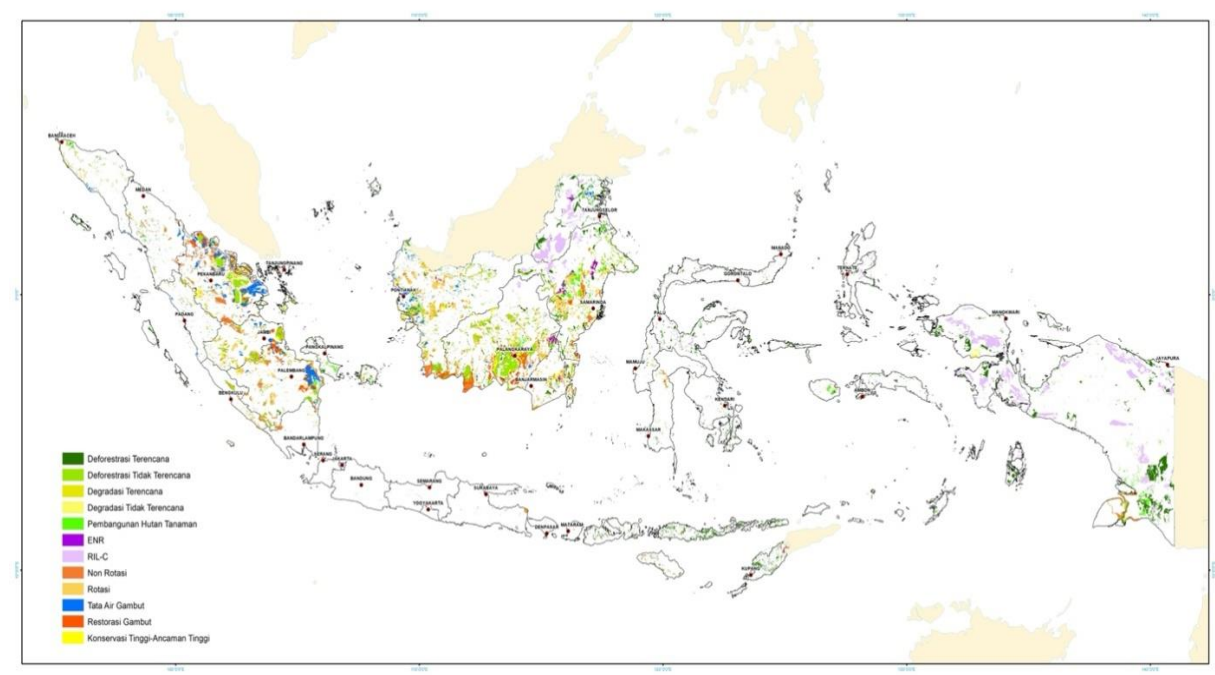 BANDA ACEH
MEDAN
TANJUNGSELOR
MANADO
TANJUNGPINANG
PEKANBARU
GORONTALO
TERNATE
PONTIANAK
SAMARINDA
PADANG
PALU
MANOKWARI
JAMBI
PANGKALPINANG
PALANGKARAYA
JAYAPURA
MAMUJU
PALEMBANG
BANJARMASIN
AMBON
BENGKULU
KENDARI
MAKASSAR
BANDARLAMPUNG
SERANG
JAKARTA
BANDUNG
SEMARANG
SURABAYA
YOGYAKARTA
DENPASAR
MATARAM
KUPANG
Deforestrasi Terencana
Deforestrasi Tidak Terencana
Degradasi Terencana
Degradasi Tidak Terencana
Pembangunan Hutan Tanaman
ENR
RIL-C
Non Rotasi
Rotasi
Tata Air Gambut
Restorasi Gambut
Konservasi Tinggi-Ancaman Tinggi